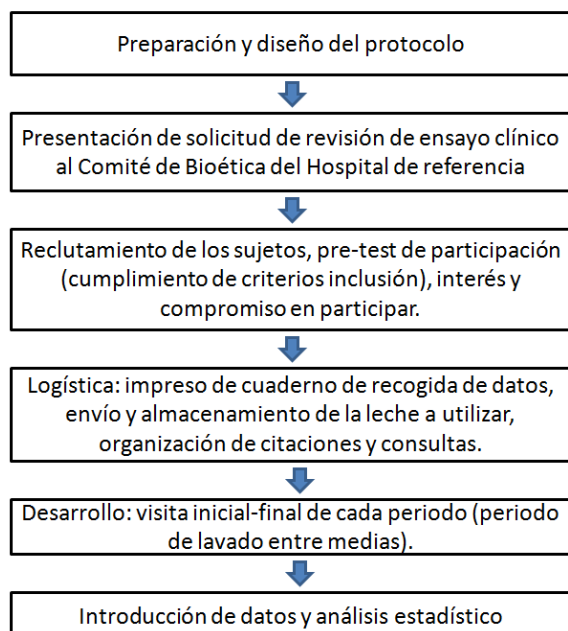 Preparación y diseño del protocolo
Presentación de solicitud de revisión de ensayo clínico
al Comité de Bioética del Hospital de referencia
Reclutamiento de los sujetos, pre-test de participación
(cumplimiento de criterios inclusión), interés y
compromiso en participar.
Logística: impreso de cuaderno de recogida de datos,
envío y almacenamiento de la leche a utilizar,
organización de citaciones y consultas.
Desarrollo: visita inicial-final de cada periodo (periodo
de lavado entre medias).
Introducción de datos y análisis estadístico